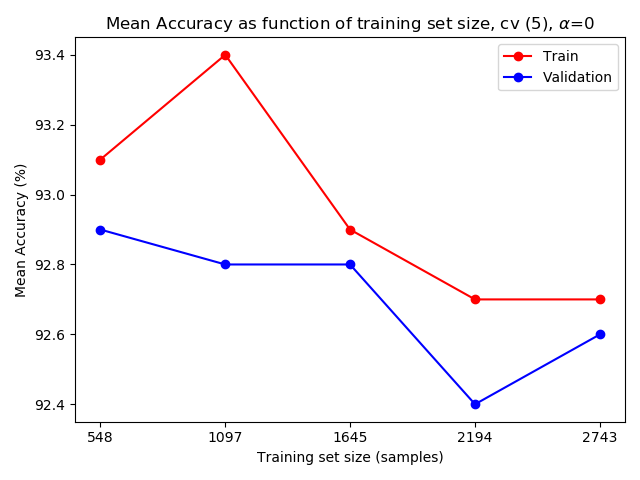 Mean Accuracy as function of training set size, cv (5), α=0
Train
Validation
Mean Accuracy (%)
93.4
93.2
93.0
92.8
92.6
92.4
548 1097 1645 2194 2743
Training set size (samples)